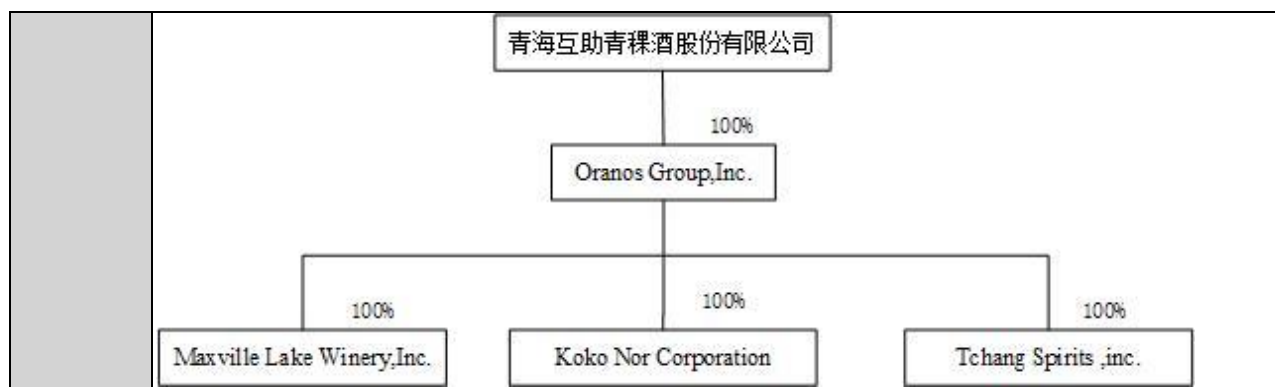 青海互助青稞酒股份有限公司
100%
Oranos Group,Inc.
100%
100%
100%
Maxville Lake Winery,Inc.
Koko Nor Corporation
Tchang Spirits ,inc.